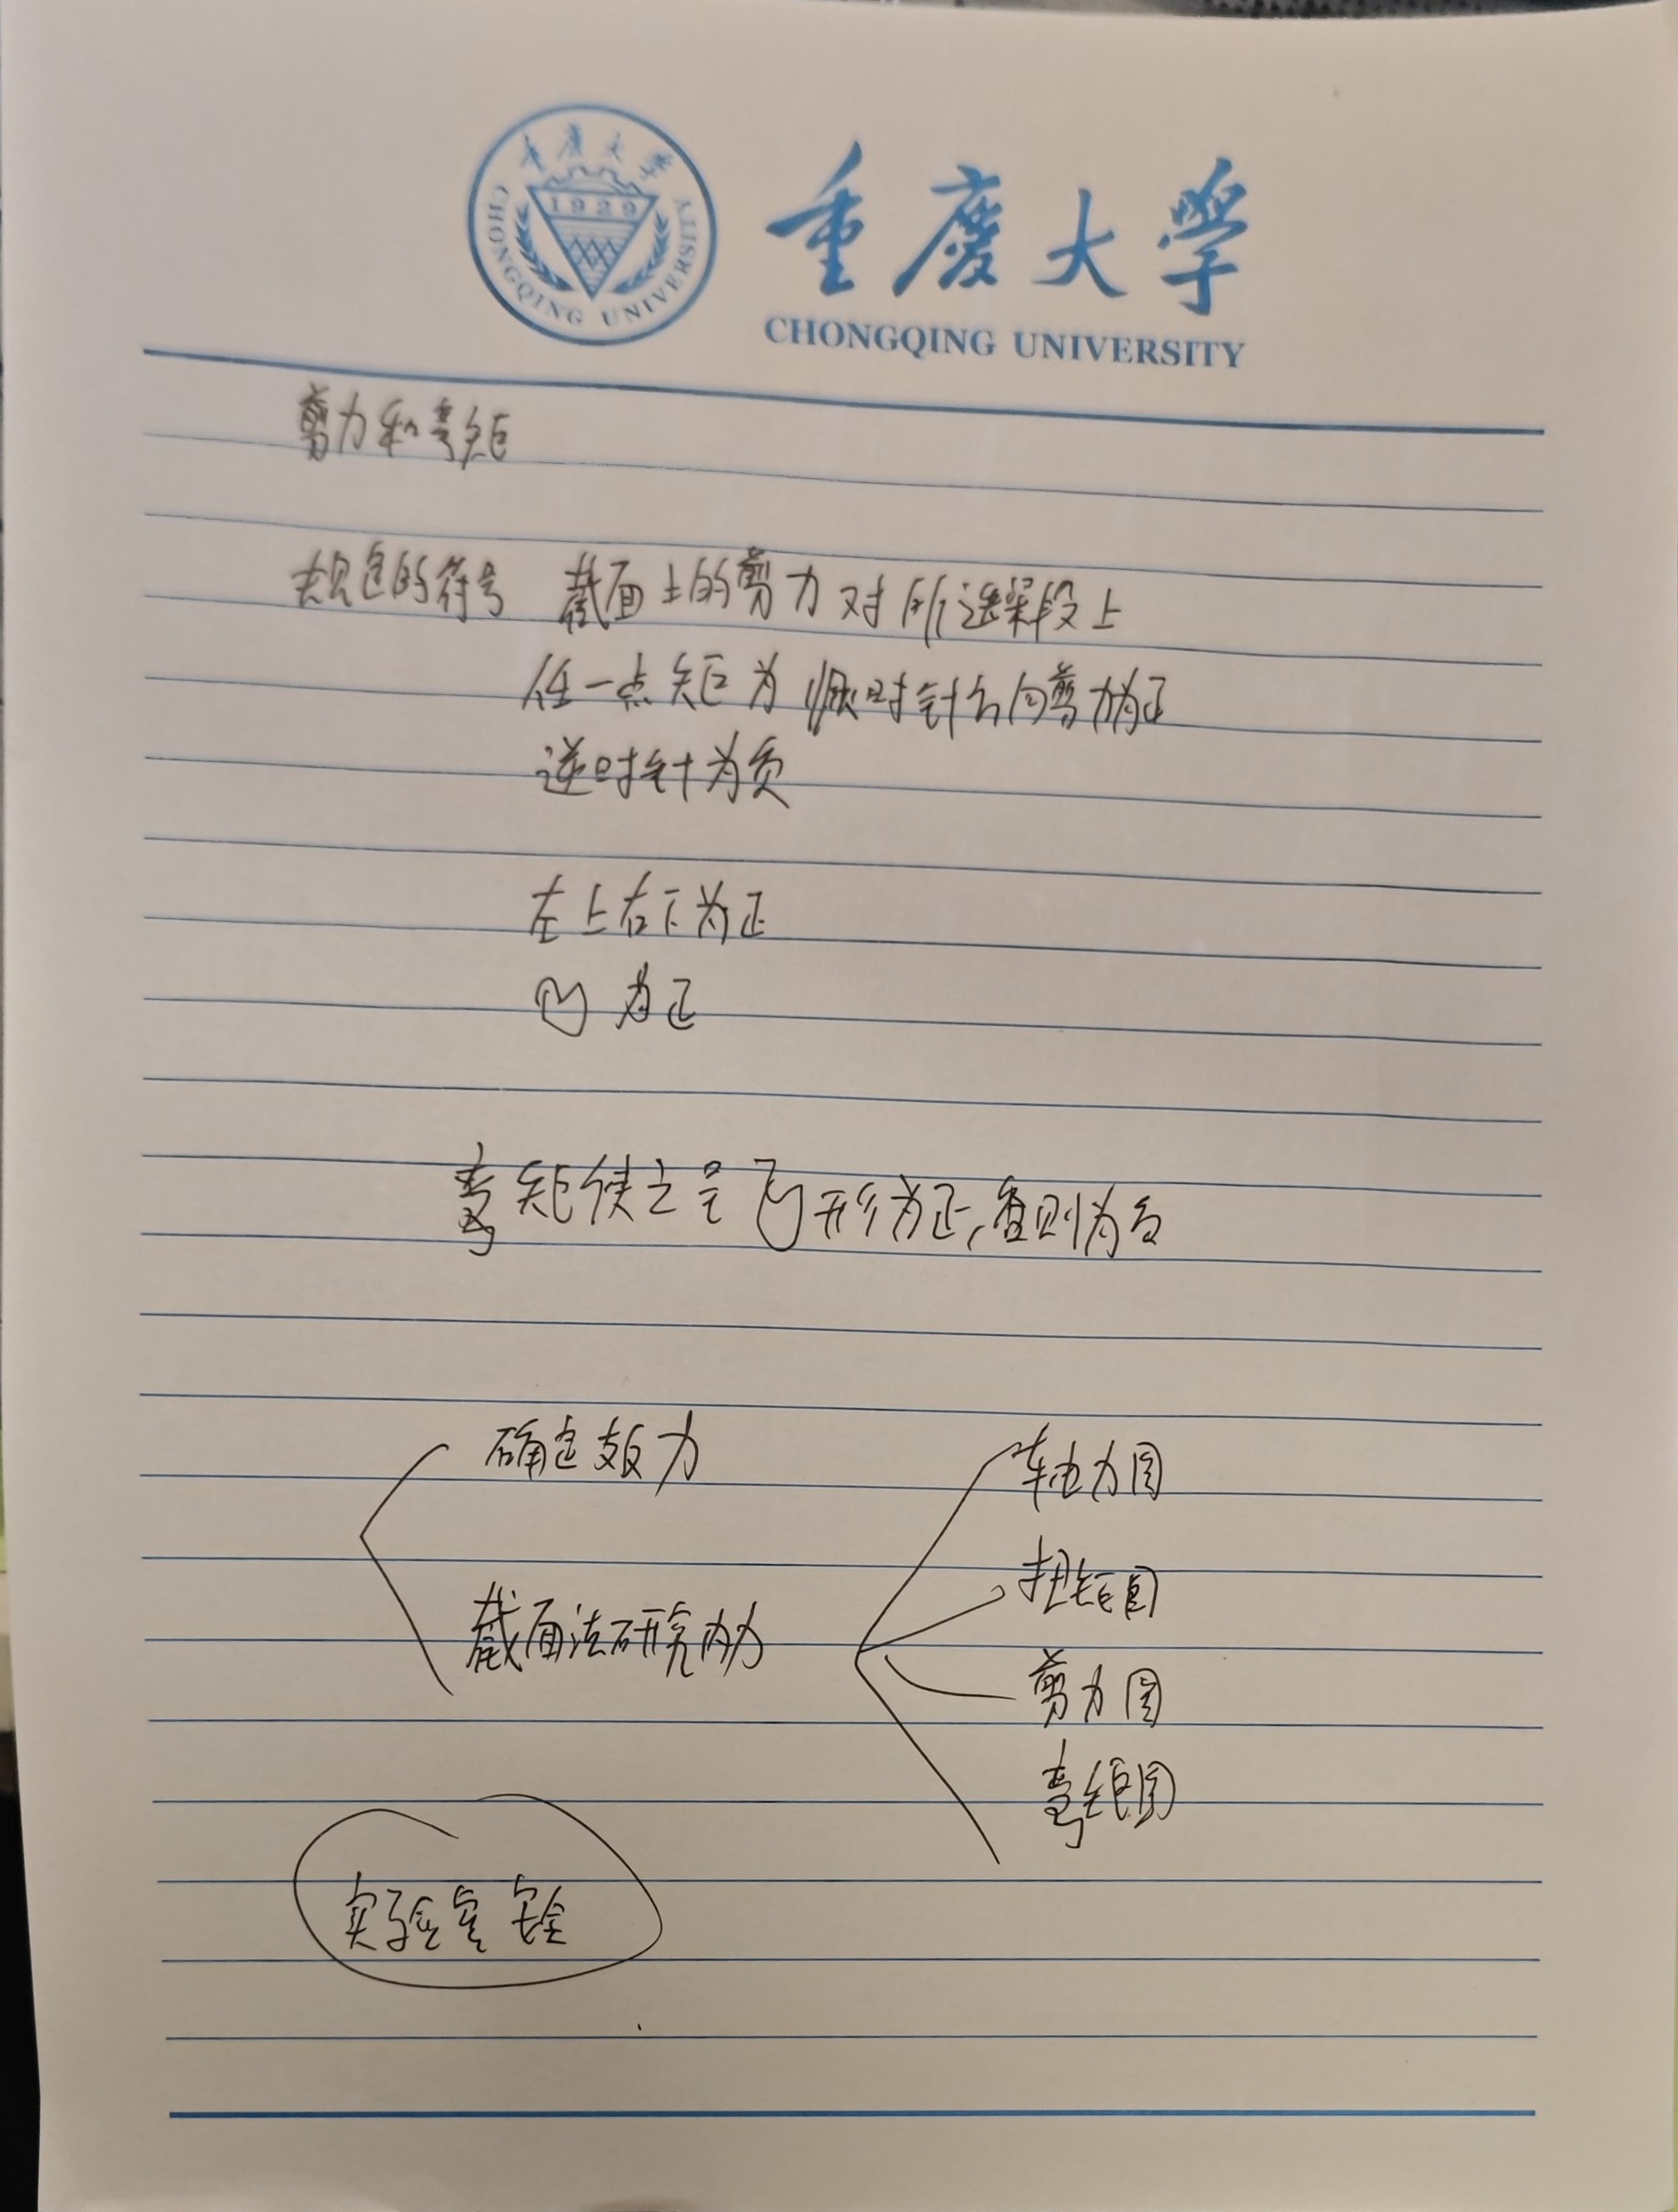 重庆大学
1929
CHONGQING UNIVERSITY
重慶大學
CHONGQING UNIVERSITY
剪力和弯矩
规定的符号 截面上的剪力对所选梁段上
任一点矩为顺时针方向剪力为正
逆时针为负
左上右下为正
凹为正
弯矩使之呈凹形为正,否则为负
确定支反力
截面法研究内力
轴力图
扭矩图
剪力图
弯矩图
实验室安全